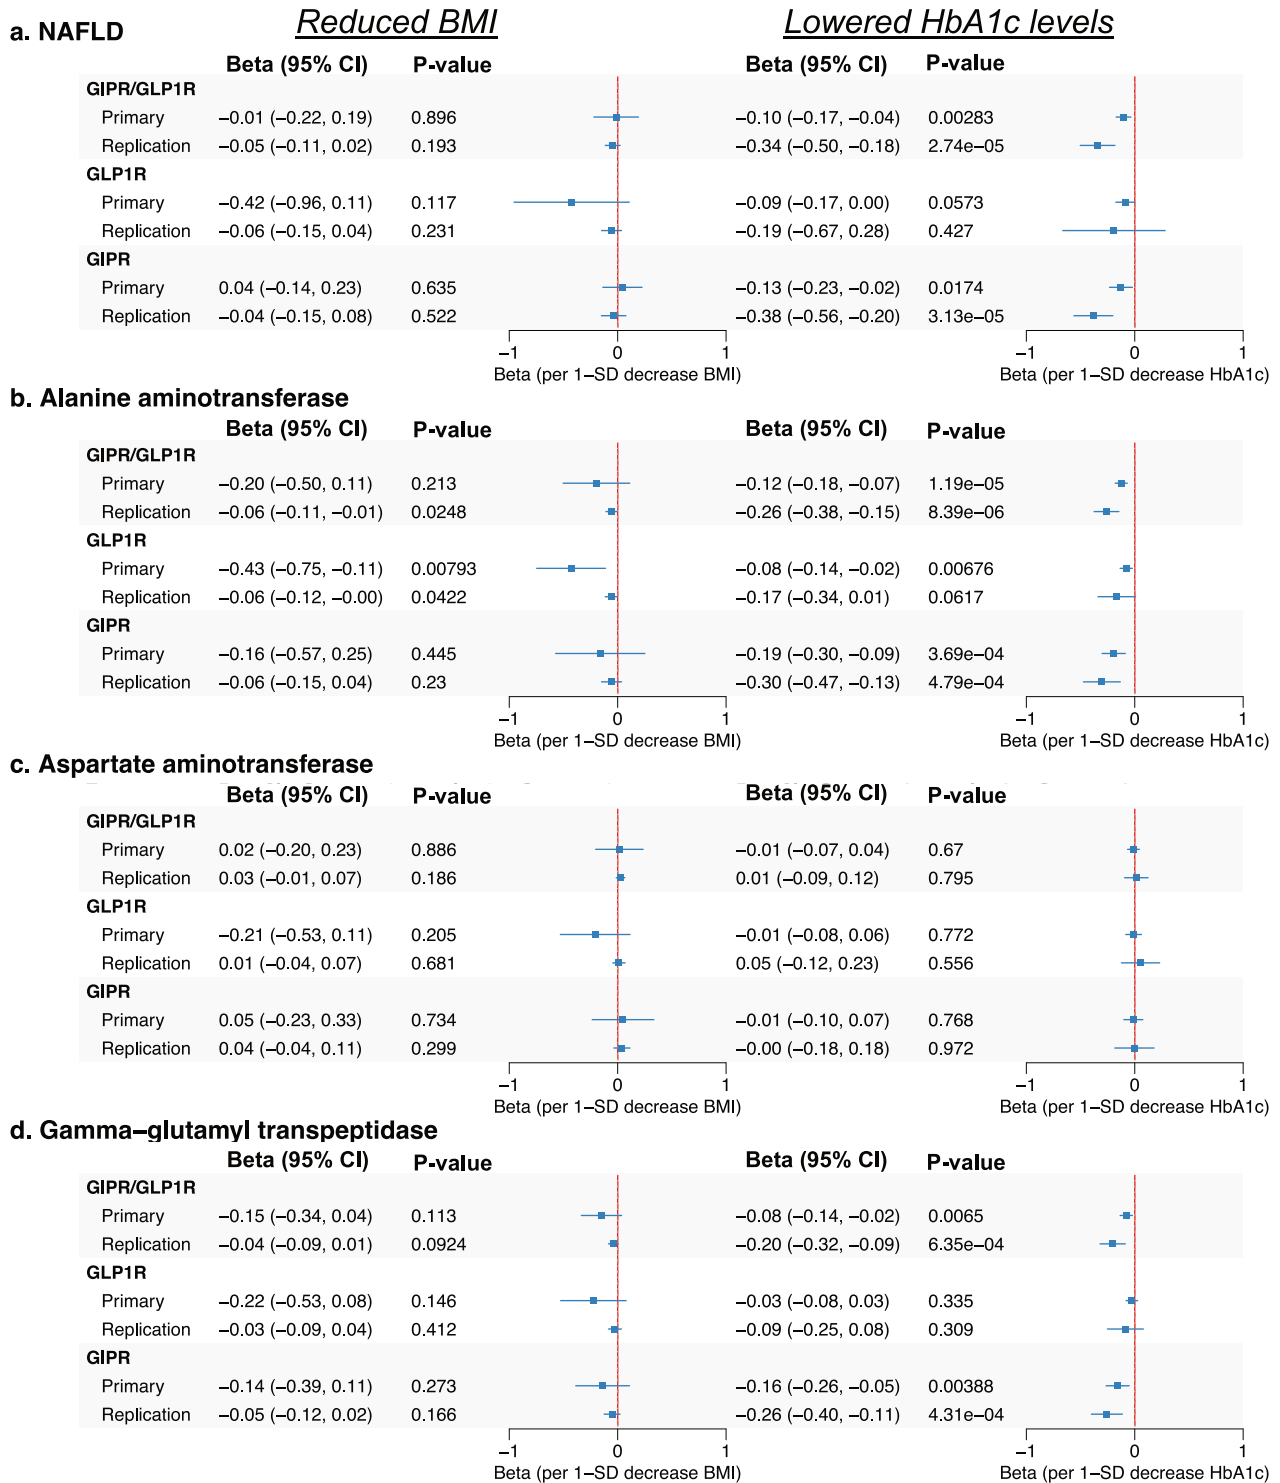 a. NAFLD Reduced BMI Lowered HbA1c levels
Beta (95% CI) P-value Beta (95% CI) P-value
GIPR/GLP1R
Primary −0.01 (−0.22, 0.19) 0.896 −0.10 (−0.17, −0.04) 0.00283
Replication −0.05 (−0.11, 0.02) 0.193 −0.34 (−0.50, −0.18) 2.74e−05
GLP1R
Primary −0.42 (−0.96, 0.11) 0.117 −0.09 (−0.17, 0.00) 0.0573
Replication −0.06 (−0.15, 0.04) 0.231 −0.19 (−0.67, 0.28) 0.427
GIPR
Primary 0.04 (−0.14, 0.23) 0.635 −0.13 (−0.23, −0.02) 0.0174
Replication −0.04 (−0.15, 0.08) 0.522 −0.38 (−0.56, −0.20) 3.13e−05
−1 0 1 −1 0 1
Beta (per 1−SD decrease BMI) Beta (per 1−SD decrease HbA1c)
b. Alanine aminotransferase
Beta (95% CI) P-value Beta (95% CI) P-value
GIPR/GLP1R
Primary −0.20 (−0.50, 0.11) 0.213 −0.12 (−0.18, −0.07) 1.19e−05
Replication −0.06 (−0.11, −0.01) 0.0248 −0.26 (−0.38, −0.15) 8.39e−06
GLP1R
Primary −0.43 (−0.75, −0.11) 0.00793 −0.08 (−0.14, −0.02) 0.00676
Replication −0.06 (−0.12, −0.00) 0.0422 −0.17 (−0.34, 0.01) 0.0617
GIPR
Primary −0.16 (−0.57, 0.25) 0.445 −0.19 (−0.30, −0.09) 3.69e−04
Replication −0.06 (−0.15, 0.04) 0.23 −0.30 (−0.47, −0.13) 4.79e−04
−1 0 1 −1 0 1
Beta (per 1−SD decrease BMI) Beta (per 1−SD decrease HbA1c)
c. Aspartate aminotransferase
Beta (95% CI) P-value Beta (95% CI) P-value
GIPR/GLP1R
Primary 0.02 (−0.20, 0.23) 0.886 −0.01 (−0.07, 0.04) 0.67
Replication 0.03 (−0.01, 0.07) 0.186 0.01 (−0.09, 0.12) 0.795
GLP1R
Primary −0.21 (−0.53, 0.11) 0.205 −0.01 (−0.08, 0.06) 0.772
Replication 0.01 (−0.04, 0.07) 0.681 0.05 (−0.12, 0.23) 0.556
GIPR
Primary 0.05 (−0.23, 0.33) 0.734 −0.01 (−0.10, 0.07) 0.768
Replication 0.04 (−0.04, 0.11) 0.299 −0.00 (−0.18, 0.18) 0.972
−1 0 1 −1 0 1
Beta (per 1−SD decrease BMI) Beta (per 1−SD decrease HbA1c)
d. Gamma−glutamyl transpeptidase
Beta (95% CI) P-value Beta (95% CI) P-value
GIPR/GLP1R
Primary −0.15 (−0.34, 0.04) 0.113 −0.08 (−0.14, −0.02) 0.0065
Replication −0.04 (−0.09, 0.01) 0.0924 −0.20 (−0.32, −0.09) 6.35e−04
GLP1R
Primary −0.22 (−0.53, 0.08) 0.146 −0.03 (−0.08, 0.03) 0.335
Replication −0.03 (−0.09, 0.04) 0.412 −0.09 (−0.25, 0.08) 0.309
GIPR
Primary −0.14 (−0.39, 0.11) 0.273 −0.16 (−0.26, −0.05) 0.00388
Replication −0.05 (−0.12, 0.02) 0.166 −0.26 (−0.40, −0.11) 4.31e−04
−1 0 1 −1 0 1
Beta (per 1−SD decrease BMI) Beta (per 1−SD decrease HbA1c)